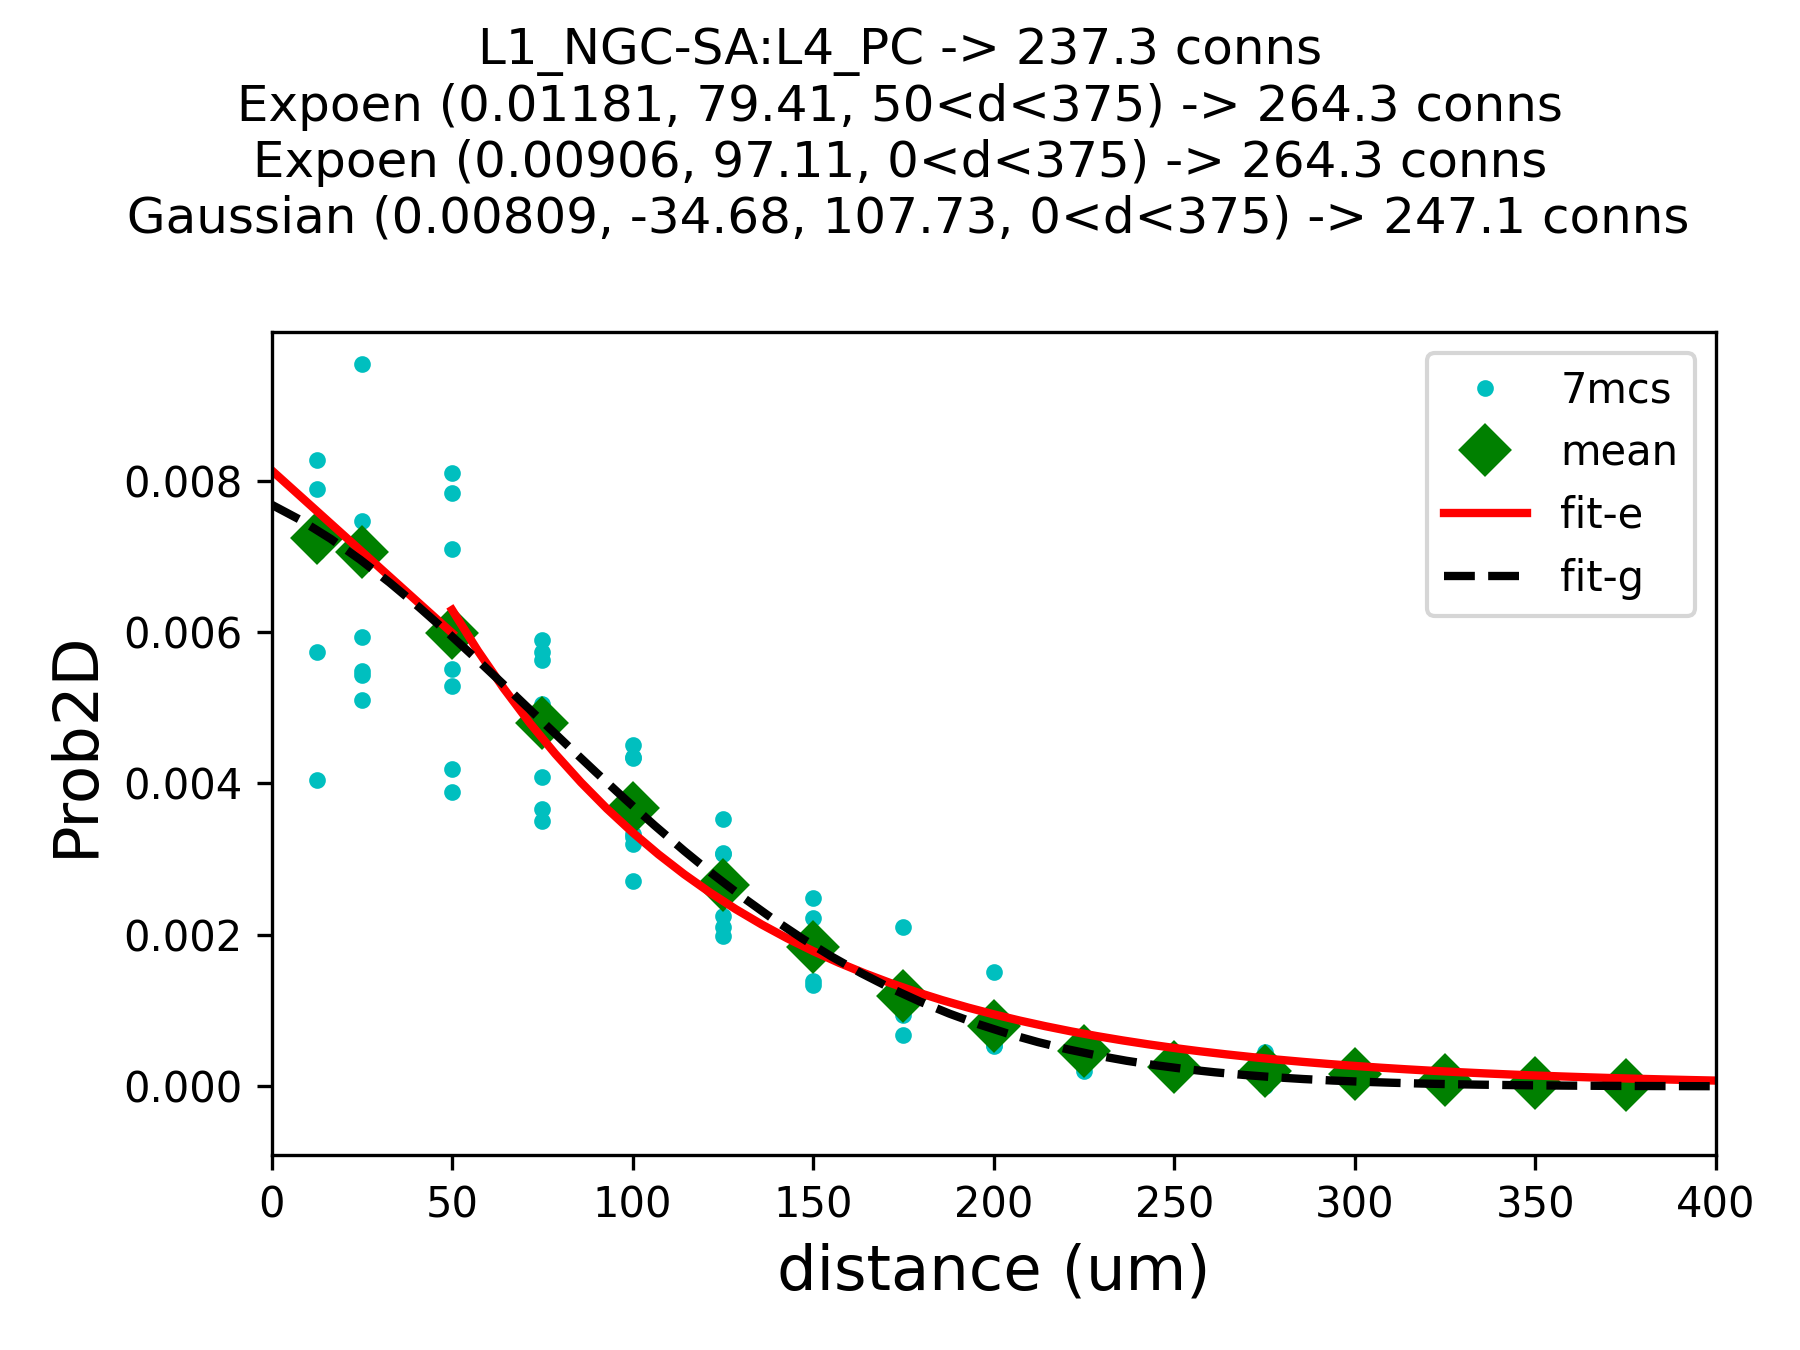 L1_NGC-SA:L4_PC -> 237.3 conns
Expoen (0.01181, 79.41, 50<d<375) -> 264.3 conns
Expoen (0.00906, 97.11, 0<d<375) -> 264.3 conns
Gaussian (0.00809, -34.68, 107.73, 0<d<375) -> 247.1 conns
7mcs
mean
fit-e
fit-g
0.008
0.006
0.004
0.002
0.000
Prob2D
0 50 100 150 200 250 300 350 400
distance (um)